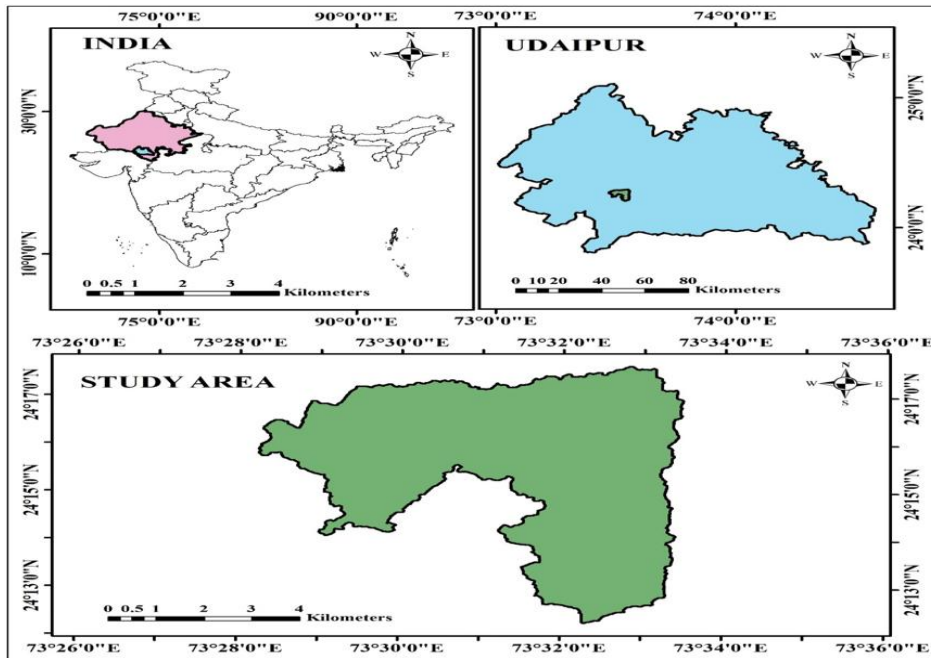 75°0'0"E 90°0'0"E
INDIA
N
W E
S
30°0'0"N
10°0'0"N
0 0.5 1 2 3 4
Kilometers
75°0'0"E 90°0'0"E
73°0'0"E 74°0'0"E
UDAIPUR
N
W E
S
25°0'0"N
24°0'0"N
0 10 20 40 60 80
Kilometers
73°0'0"E 74°0'0"E
73°26'0"E 73°28'0"E 73°30'0"E 73°32'0"E 73°34'0"E 73°36'0"E
STUDY AREA
N
W E
S
24°17'0"N 24°17'0"N
24°15'0"N 24°15'0"N
24°13'0"N 24°13'0"N
0 0.5 1 2 3 4
Kilometers
73°26'0"E 73°28'0"E 73°30'0"E 73°32'0"E 73°34'0"E 73°36'0"E